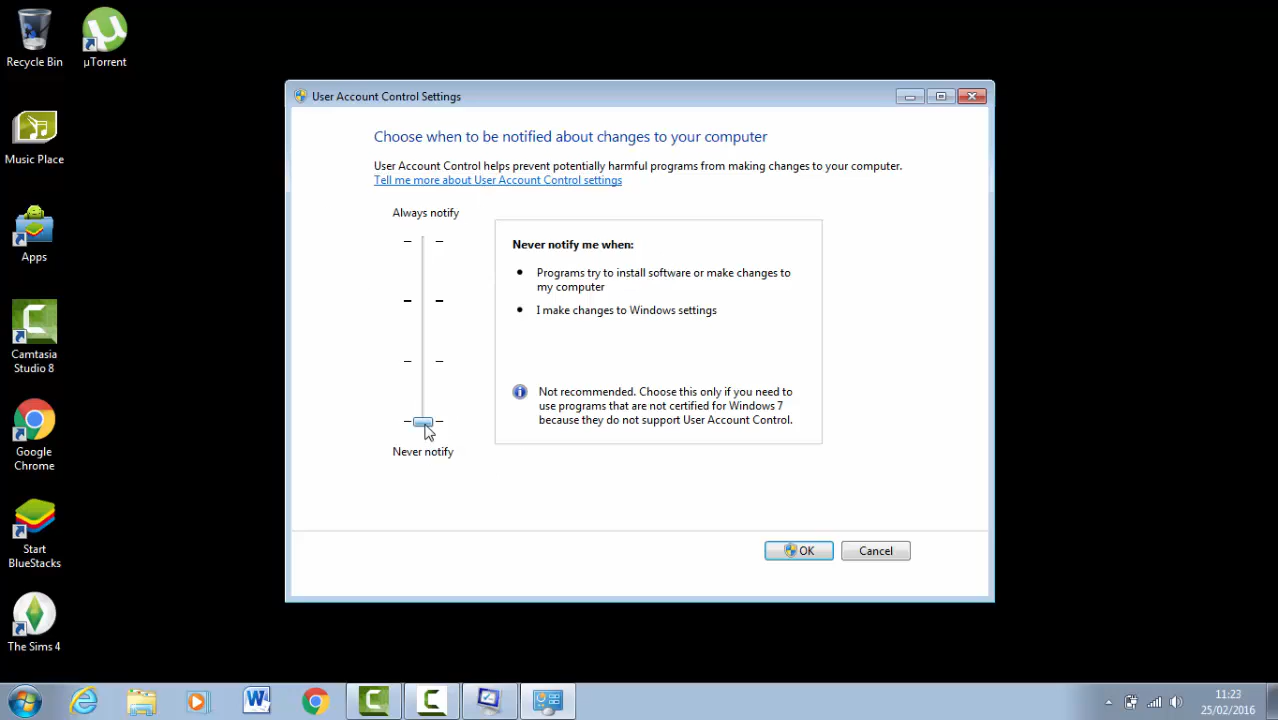 Recycle Bin
µTorrent
Music Place
Apps
Camtasia
Studio 8
Google
Chrome
Start
BlueStacks
The Sims 4
User Account Control Settings
Choose when to be notified about changes to your computer
User Account Control helps prevent potentially harmful programs from making changes to your computer.
Tell me more about User Account Control settings
Always notify
Never notify me when:
Programs try to install software or make changes to
my computer
I make changes to Windows settings
Not recommended. Choose this only if you need to
use programs that are not certified for Windows 7
because they do not support User Account Control.
Never notify
OK
Cancel
11:23
25/02/2016